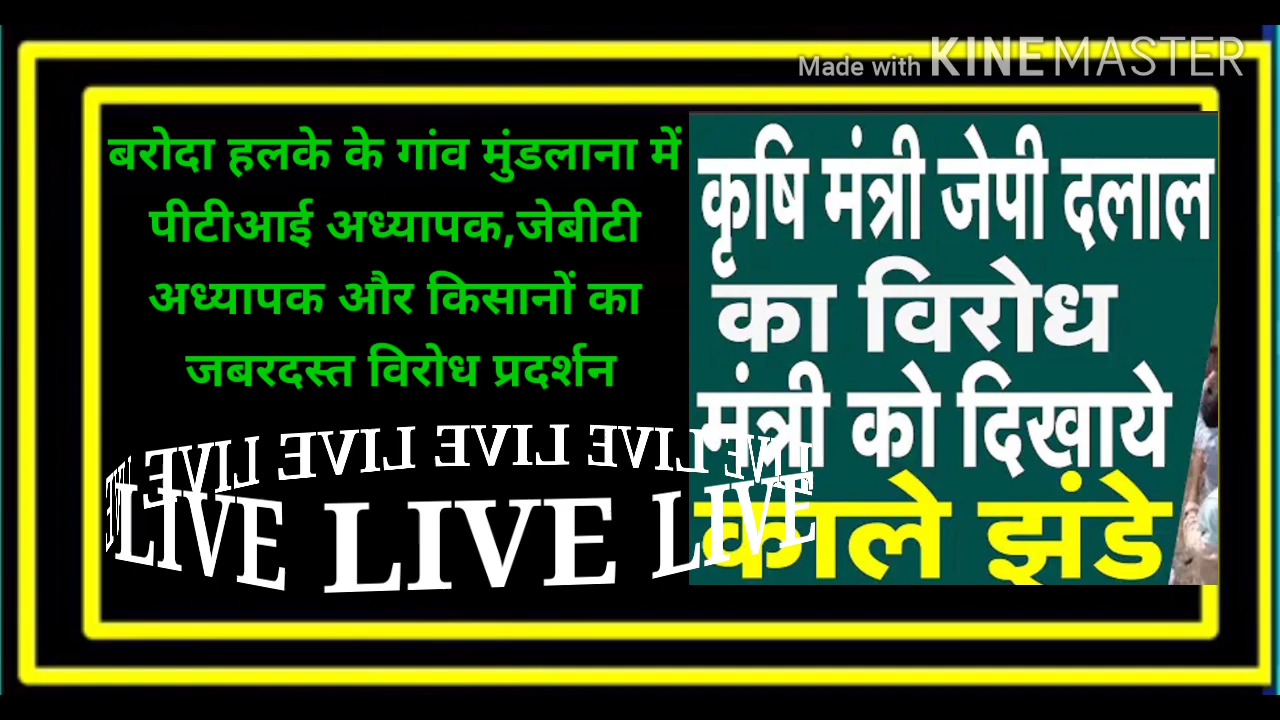 Made with KINEMASTER
बरोदा हलके के गांव मुंडलाना में
पीटीआई अध्यापक,जेबीटी
अध्यापक और किसानों का
जबरदस्त विरोध प्रदर्शन
LIVE LIVE LIVE LIVE LIVE
LIVE LIVE LIVE
कृषि मंत्री जेपी दलाल
का विरोध
मंत्री को दिखाये
काले झंडे